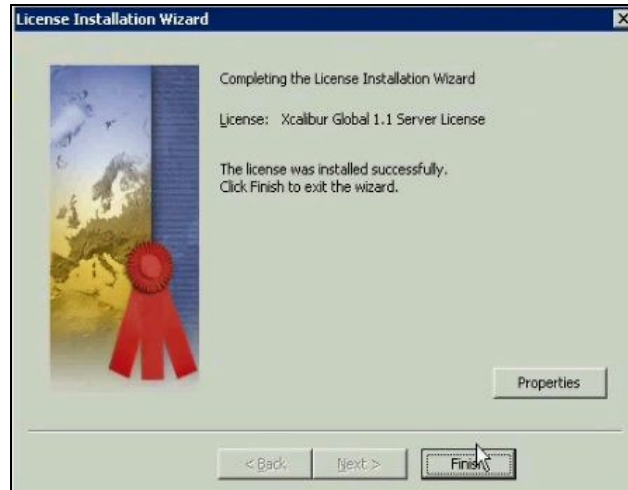 License Installation Wizard
Completing the License Installation Wizard
License: Xcalibur Global 1.1 Server License
The license was installed successfully.
Click Finish to exit the wizard.
Properties
< Back
Next >
Finish